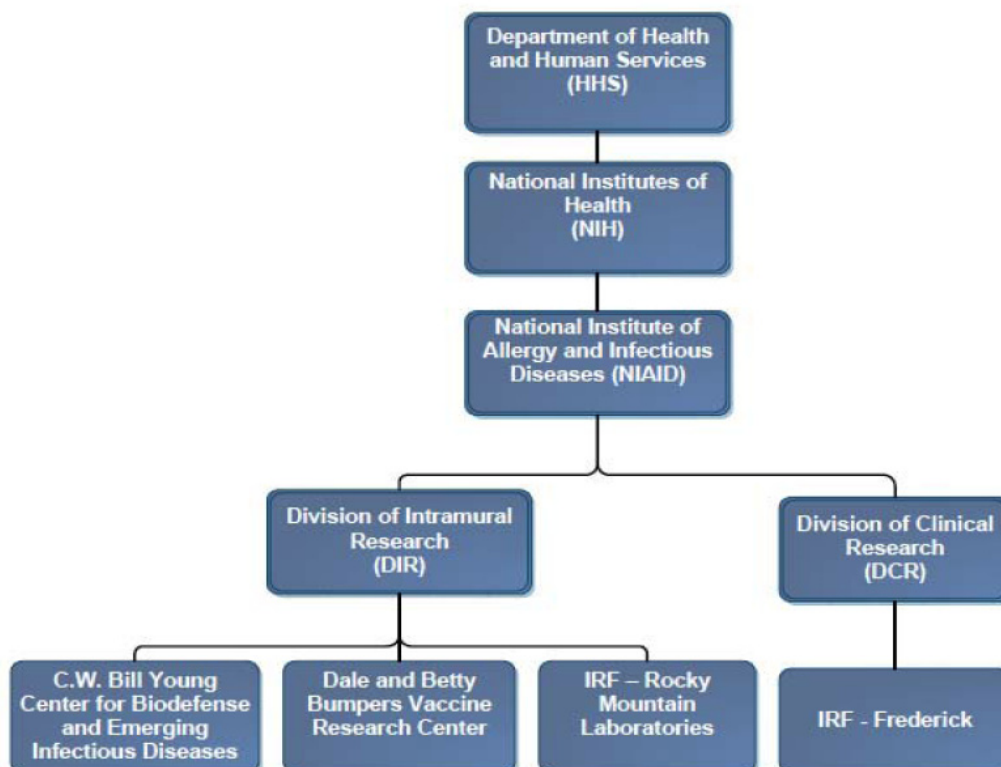 Department of Health
and Human Services
(HHS)
National Institutes of
Health
(NIH)
National Institute of
Allergy and Infectious
Diseases (NIAID)
Division of Intramural
Research
(DIR)
Division of Clinical
Research
(DCR)
C.W. Bill Young
Center for Biodefense
and Emerging
Infectious Diseases
Dale and Betty
Bumpers Vaccine
Research Center
IRF – Rocky
Mountain
Laboratories
IRF - Frederick